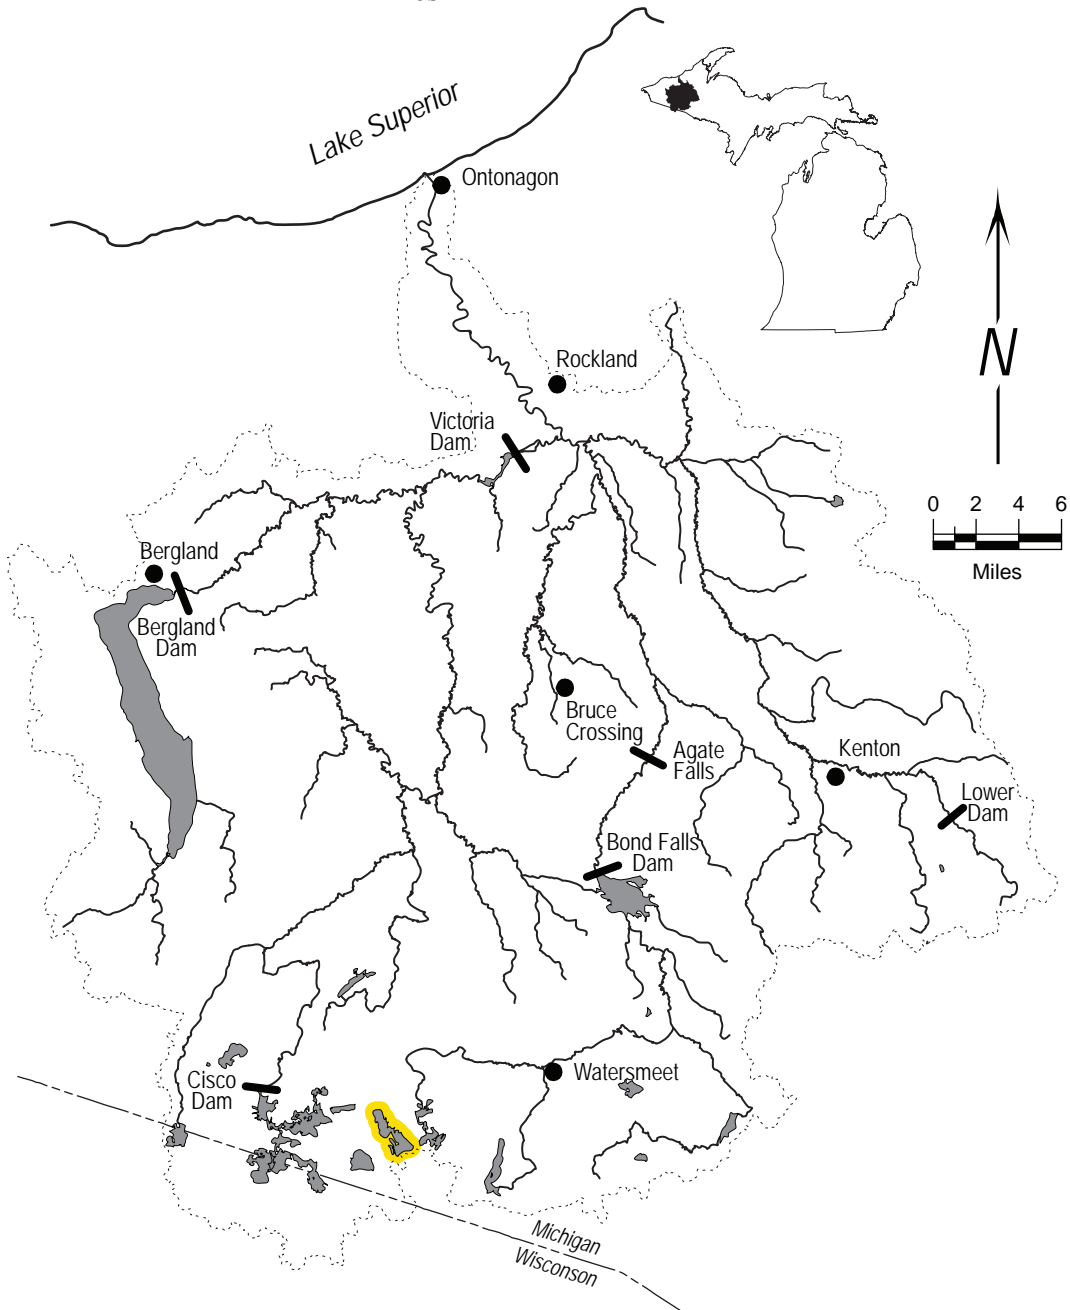 Lake Superior
Ontonagon
Rockland
Victoria
Dam
N
0 2 4 6
Miles
Bergland
Bergland
Dam
Bruce
Crossing
Agate
Falls
Kenton
Lower
Dam
Bond Falls
Dam
Cisco
Dam
Watersmeet
Michigan
Wisconson